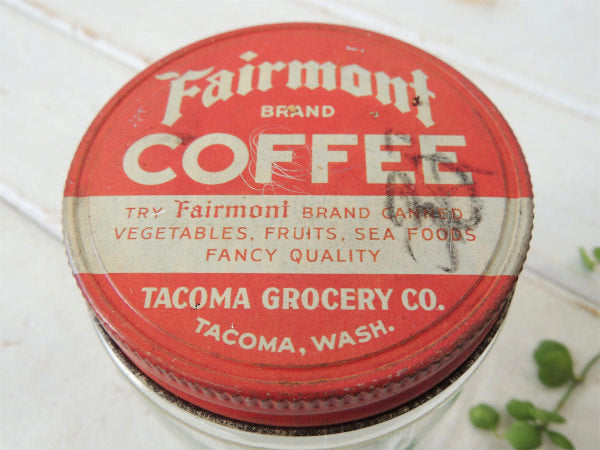 Fairmont
BRAND
COFFEE
TRY Fairmont BRAND CANNED
VEGETABLES, FRUITS, SEA FOODS
FANCY QUALITY
TACOMA GROCERY CO.
TACOMA, WASH.